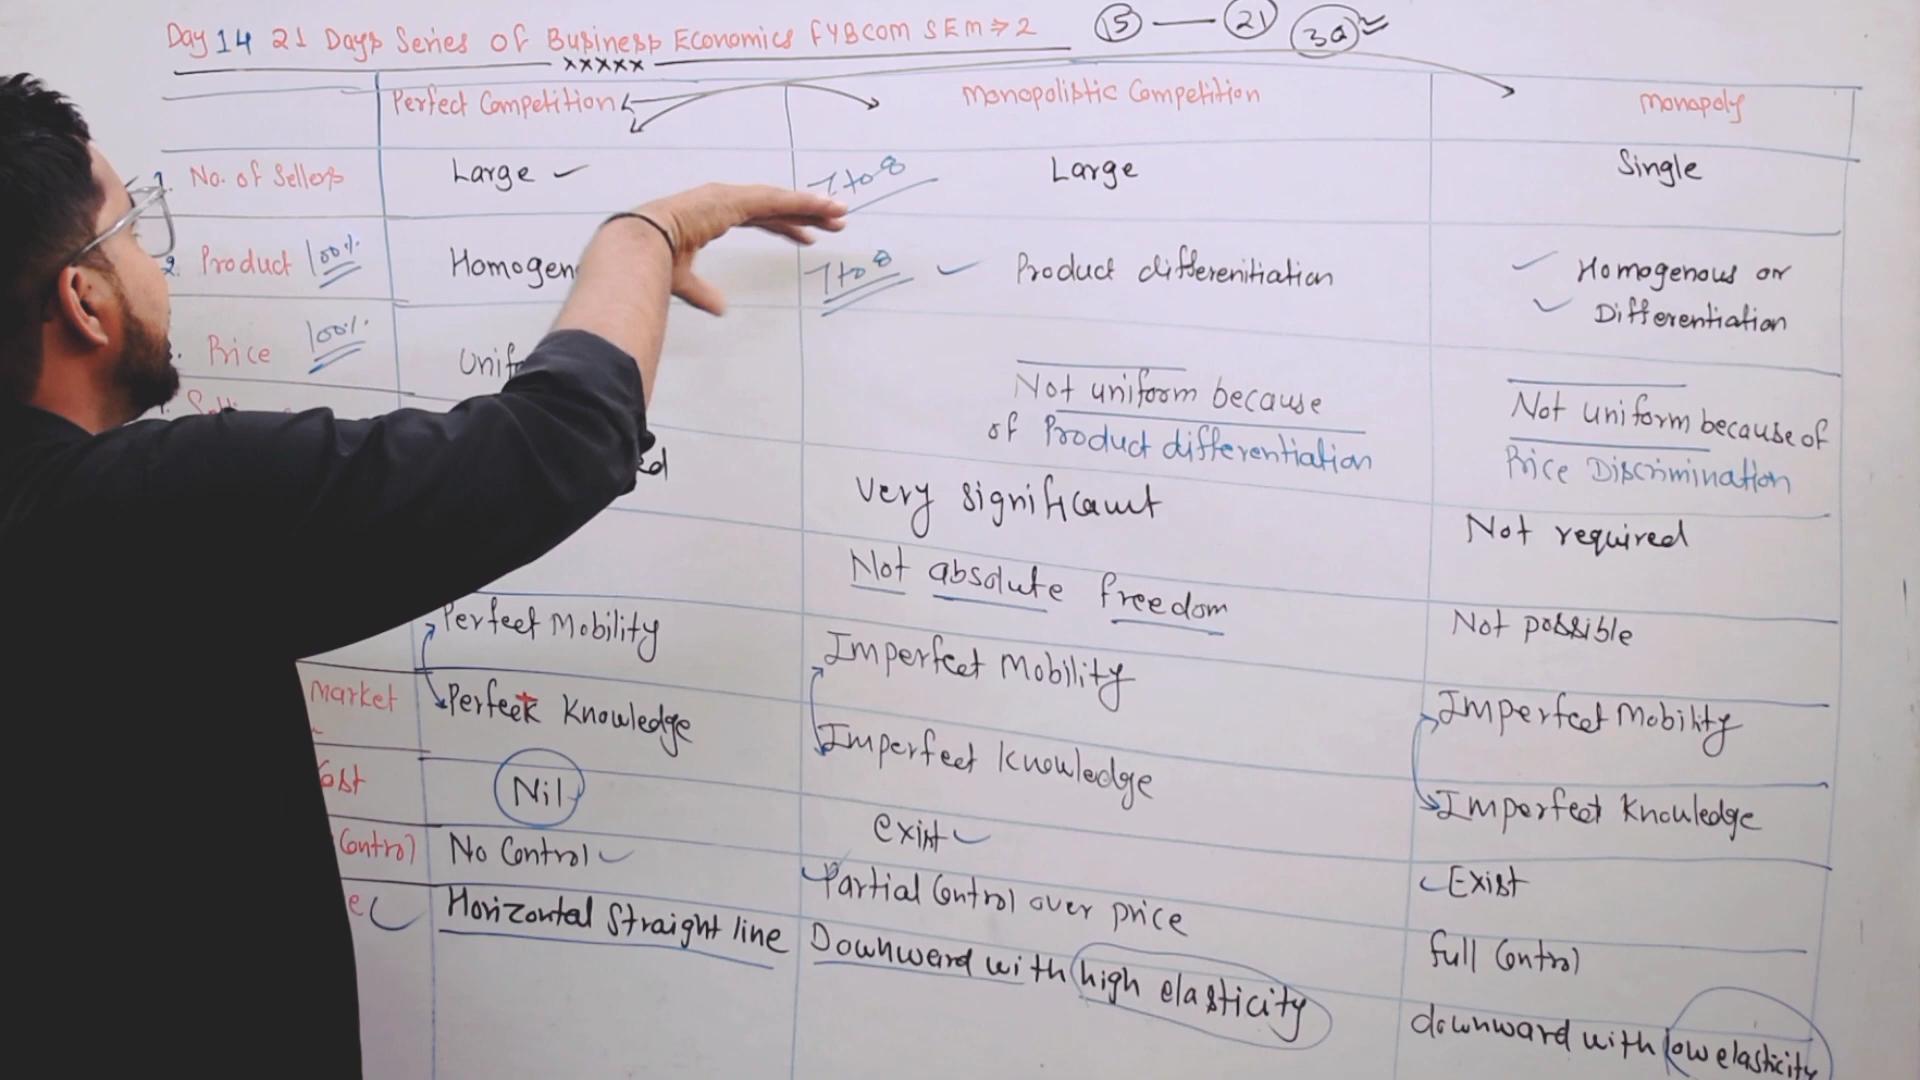 Day 14 21 Days Series of Business Economics FYBCOM SEM ⇒ 2 15 — 21 30
xxxxx
Perfect Competition Monopolistic Competition Monopoly
1. No. of Sellers Large 7 to 8 Large Single
2. Product 100% Homogen 7 to 8 Product differenitiation Homogenous or
Differentiation
Price 100% Unif Not uniform because
of Product differentiation Not uniform because of
Price Discrimination
ed Very significant Not required
Not absolute freedom Not possible
Perfect Mobility Imperfect Mobility Imperfect Mobility
Market Perfect Knowledge Imperfect Knowledge Imperfect Knowledge
ost Nil exist Exist
Control No Control Partial Control over price full Control
e Horizontal Straight line Downward with high elasticity downward with low elasticity